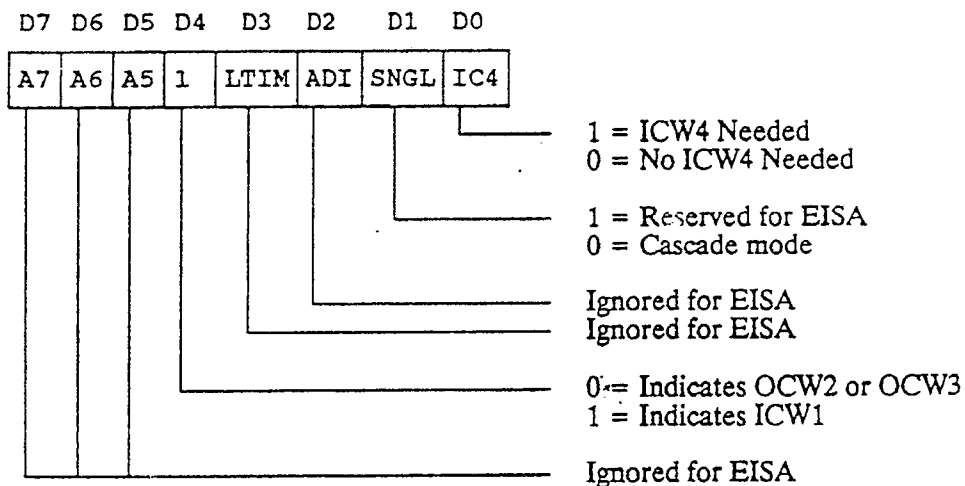 D7 D6 D5 D4 D3 D2 D1 D0
A7 A6 A5 1 LTIM ADI SNGL IC4
1 = ICW4 Needed
0 = No ICW4 Needed
1 = Reserved for EISA
0 = Cascade mode
Ignored for EISA
Ignored for EISA
0 = Indicates OCW2 or OCW3
1 = Indicates ICW1
Ignored for EISA